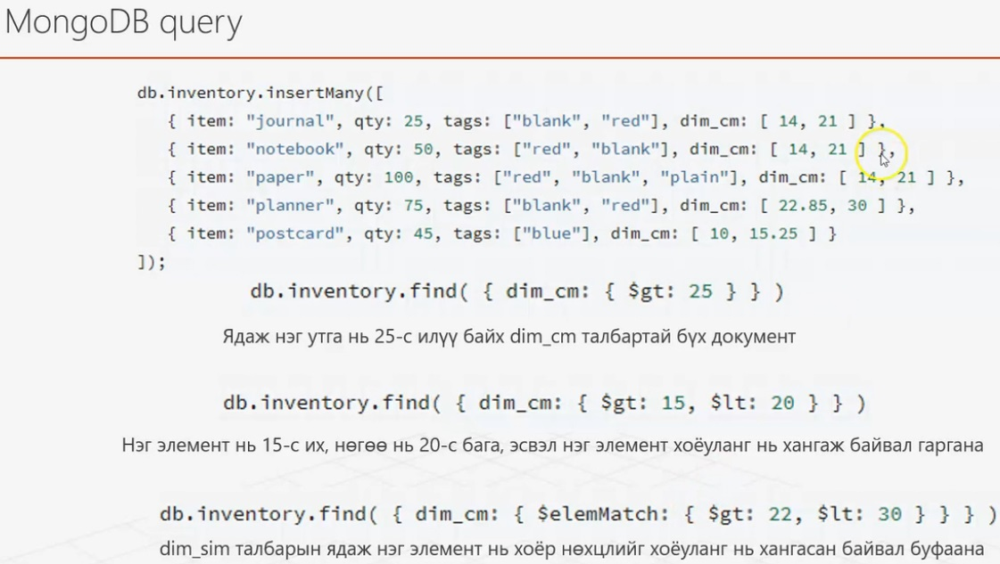 MongoDB query
db.inventory.insertMany([
{ item: "journal", qty: 25, tags: ["blank", "red"], dim_cm: [ 14, 21 ] },
{ item: "notebook", qty: 50, tags: ["red", "blank"], dim_cm: [ 14, 21 ] },
{ item: "paper", qty: 100, tags: ["red", "blank", "plain"], dim_cm: [ 14, 21 ] },
{ item: "planner", qty: 75, tags: ["blank", "red"], dim_cm: [ 22.85, 30 ] },
{ item: "postcard", qty: 45, tags: ["blue"], dim_cm: [ 10, 15.25 ] }
]);
db.inventory.find( { dim_cm: { $gt: 25 } } )
Ядаж нэг утга нь 25-с илүү байх dim_cm талбартай бүх документ
db.inventory.find( { dim_cm: { $gt: 15, $lt: 20 } } )
Нэг элемент нь 15-с их, нөгөө нь 20-с бага, эсвэл нэг элемент хоёуланг нь хангаж байвал гаргана
db.inventory.find( { dim_cm: { $elemMatch: { $gt: 22, $lt: 30 } } } )
dim_sim талбарын ядаж нэг элемент нь хоёр нөхцлийг хоёуланг нь хангасан байвал буфаана